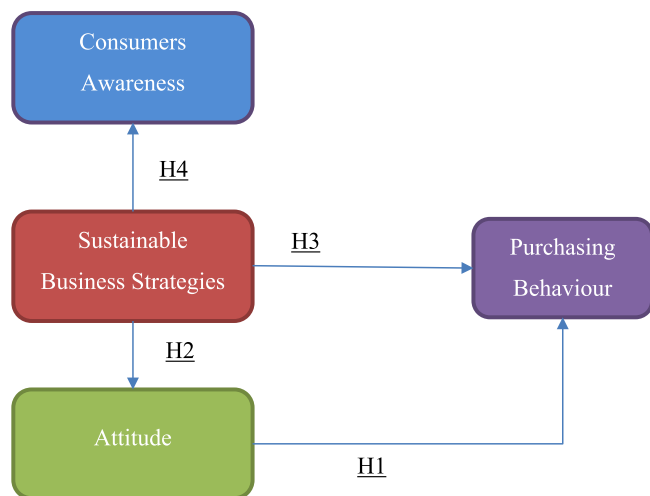 Consumers
Awareness
H4
Sustainable
Business Strategies
H3
Purchasing
Behaviour
H2
Attitude
H1